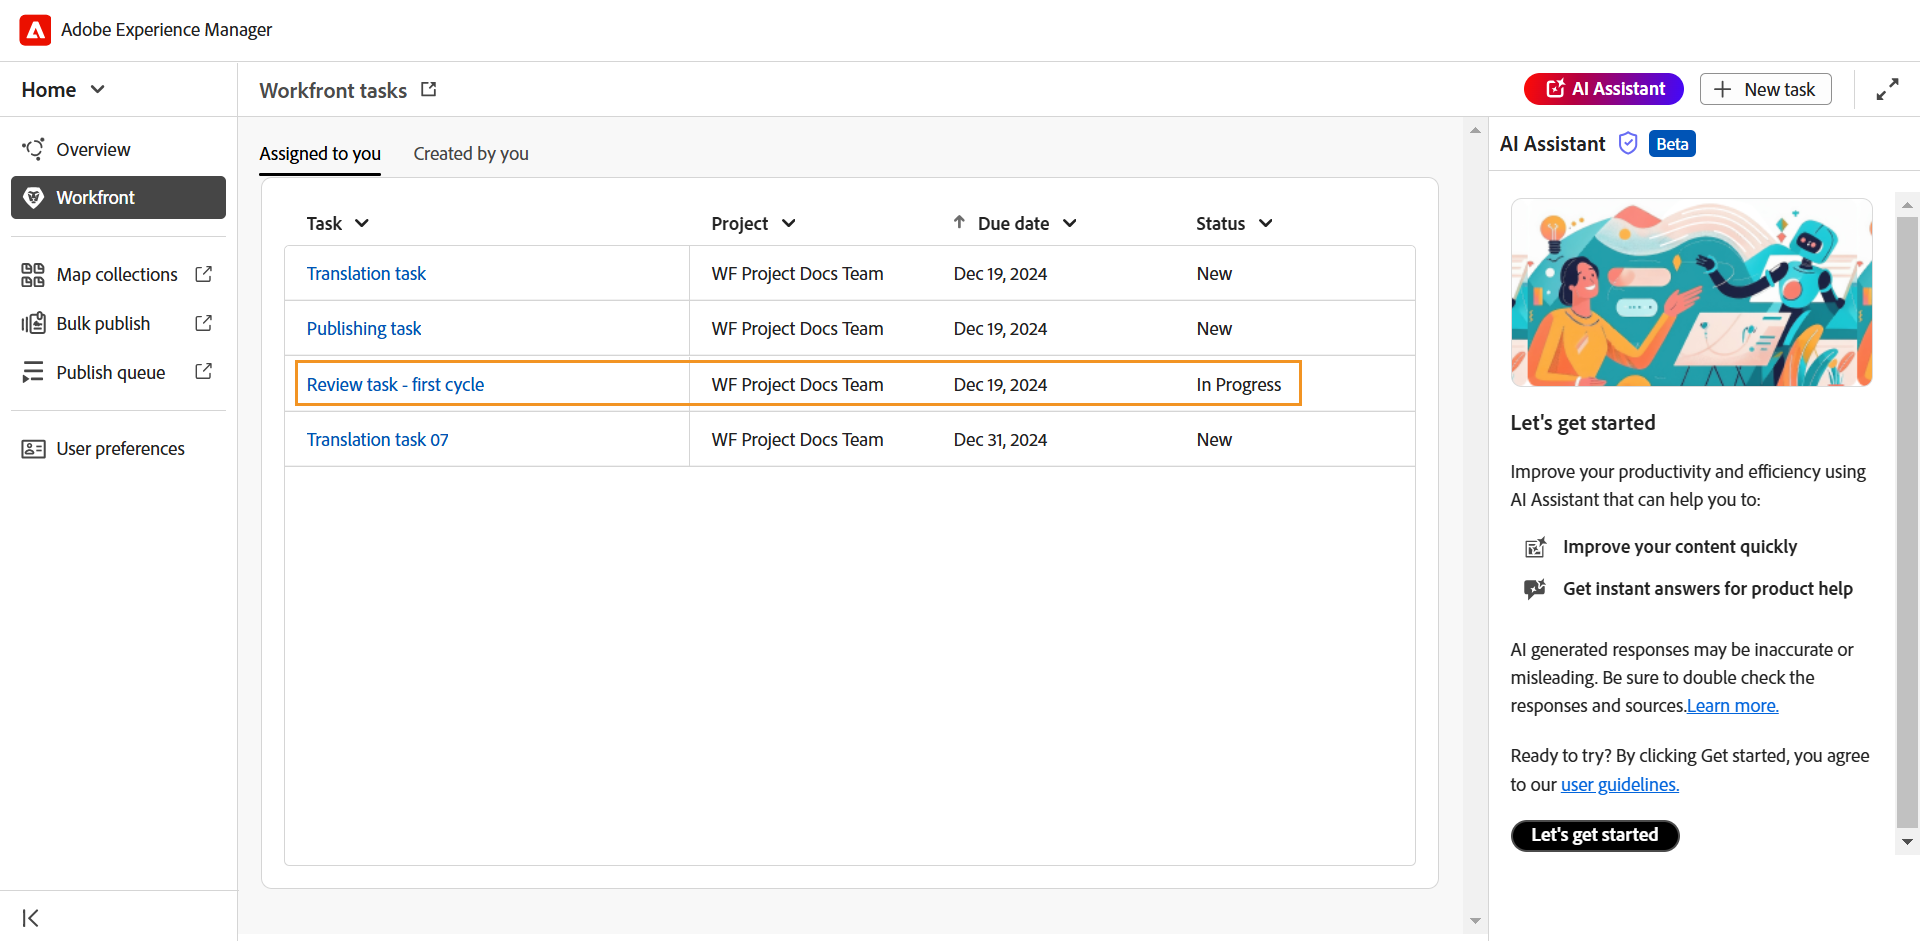 Adobe Experience Manager
Home
Workfront tasks
AI Assistant
New task
Overview
Workfront
Map collections
Bulk publish
Publish queue
User preferences
Assigned to you
Created by you
Task Project Due date Status
Translation task WF Project Docs Team Dec 19, 2024 New
Publishing task WF Project Docs Team Dec 19, 2024 New
Review task - first cycle WF Project Docs Team Dec 19, 2024 In Progress
Translation task 07 WF Project Docs Team Dec 31, 2024 New
AI Assistant Beta
Let's get started
Improve your productivity and efficiency using
AI Assistant that can help you to:
Improve your content quickly
Get instant answers for product help
AI generated responses may be inaccurate or
misleading. Be sure to double check the
responses and sources.Learn more.
Ready to try? By clicking Get started, you agree
to our user guidelines.
Let's get started